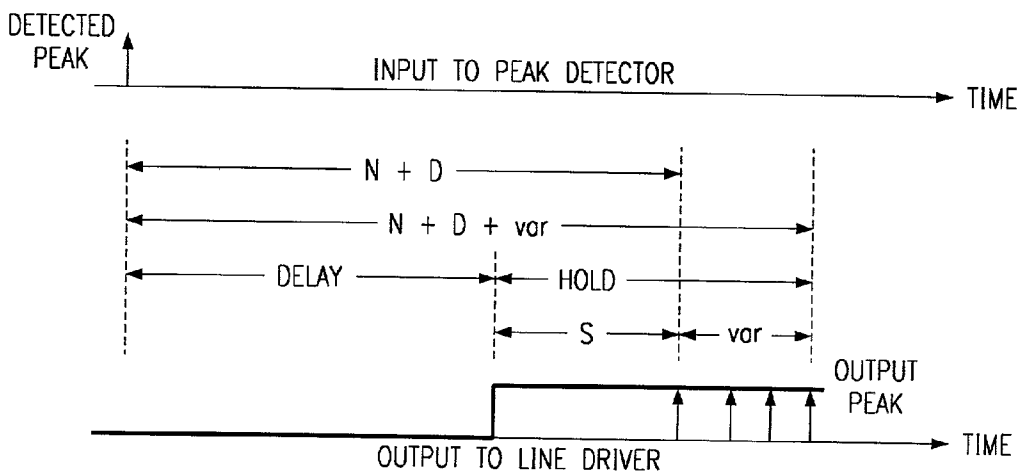 DETECTED
PEAK
INPUT TO PEAK DETECTOR
TIME
N + D
N + D + var
DELAY
HOLD
S
var
OUTPUT
PEAK
TIME
OUTPUT TO LINE DRIVER